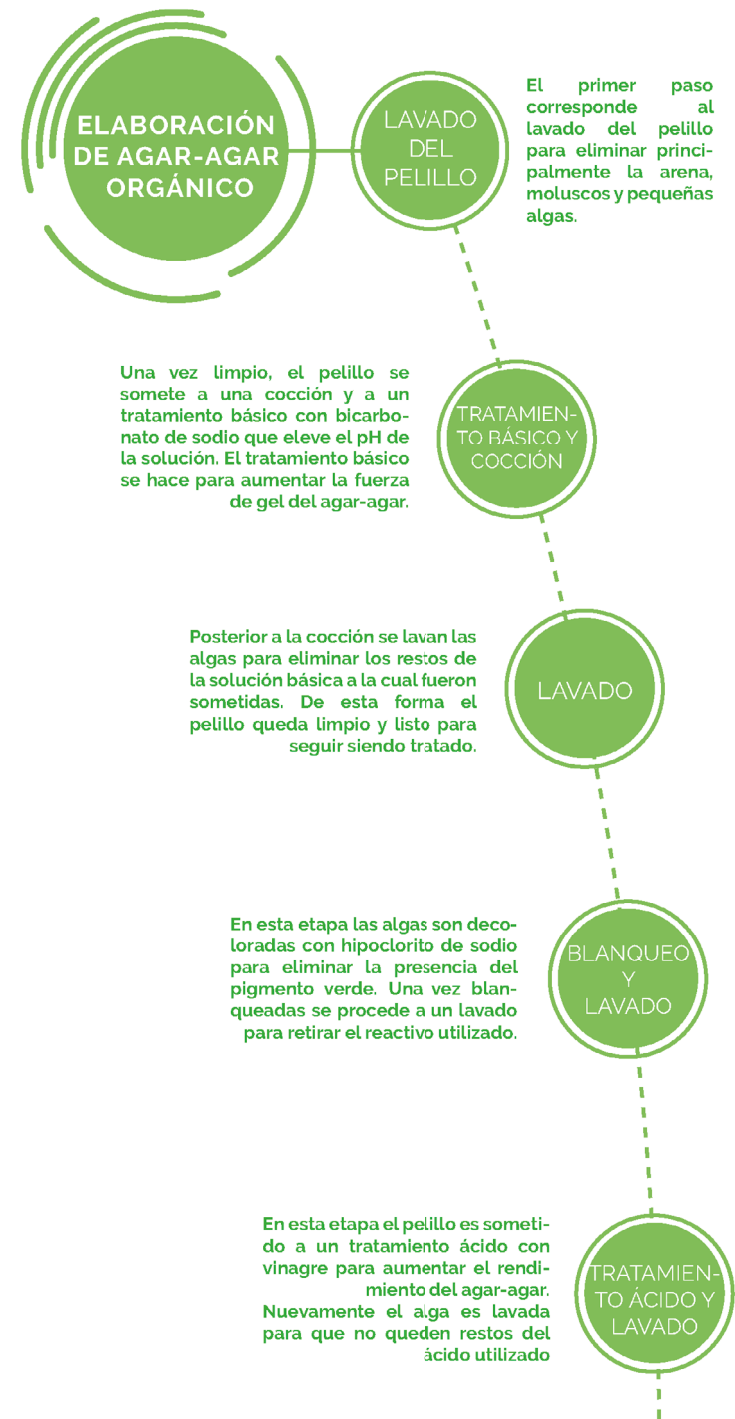 ELABORACIÓN
DE AGAR-AGAR
ORGÁNICO
LAVADO
DEL
PELILLO
El primer paso
corresponde al
lavado del pelillo
para eliminar princi-
palmente la arena,
moluscos y pequeñas
algas.
Una vez limpio, el pelillo se
somete a una cocción y a un
tratamiento básico con bicarbo-
nato de sodio que eleve el pH de
la solución. El tratamiento básico
se hace para aumentar la fuerza
de gel del agar-agar.
TRATAMIEN-
TO BÁSICO Y
COCCIÓN
Posterior a la cocción se lavan las
algas para eliminar los restos de
la solución básica a la cual fueron
sometidas. De esta forma el
pelillo queda limpio y listo para
seguir siendo tratado.
LAVADO
En esta etapa las algas son deco-
loradas con hipoclorito de sodio
para eliminar la presencia del
pigmento verde. Una vez blan-
queadas se procede a un lavado
para retirar el reactivo utilizado.
BLANQUEO
Y
LAVADO
En esta etapa el pelillo es someti-
do a un tratamiento ácido con
vinagre para aumentar el rendi-
miento del agar-agar.
Nuevamente el alga es lavada
para que no queden restos del
ácido utilizado
TRATAMIEN-
TO ÁCIDO Y
LAVADO